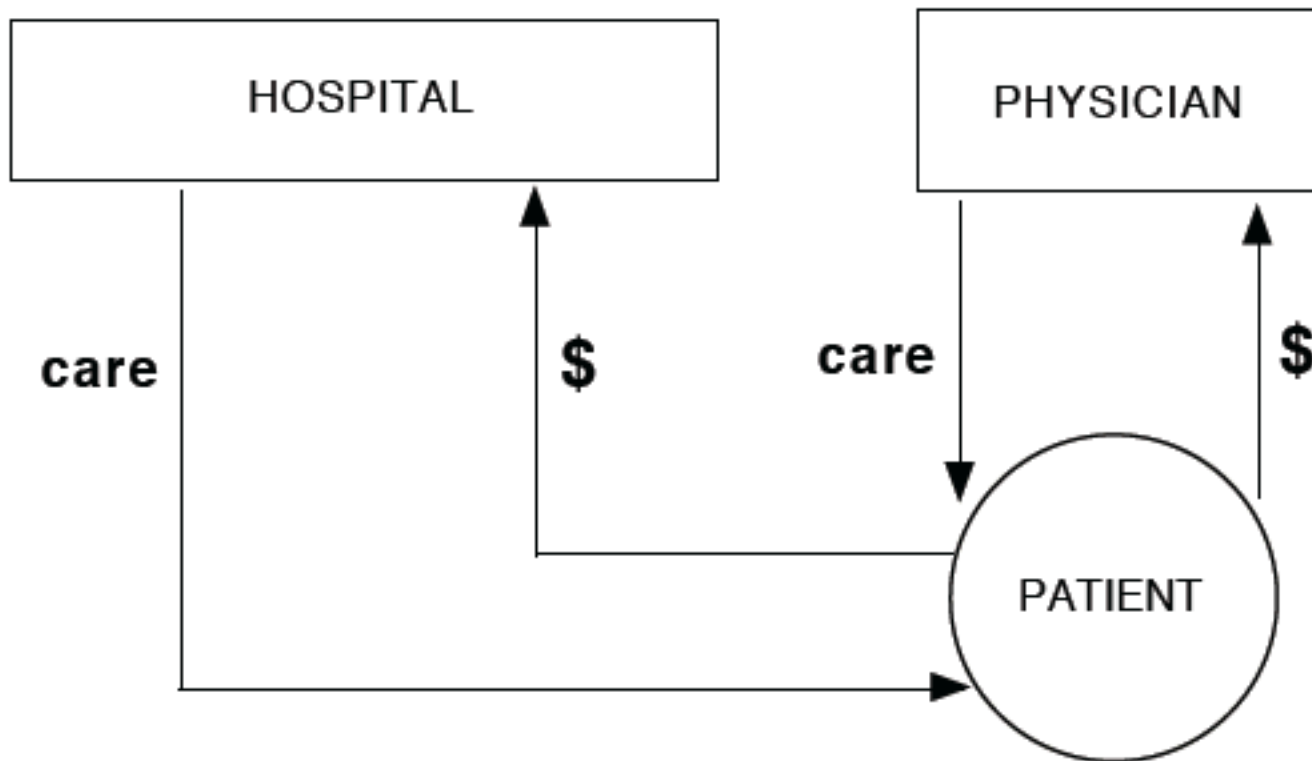 HOSPITAL
PHYSICIAN
care
$
care
$
PATIENT